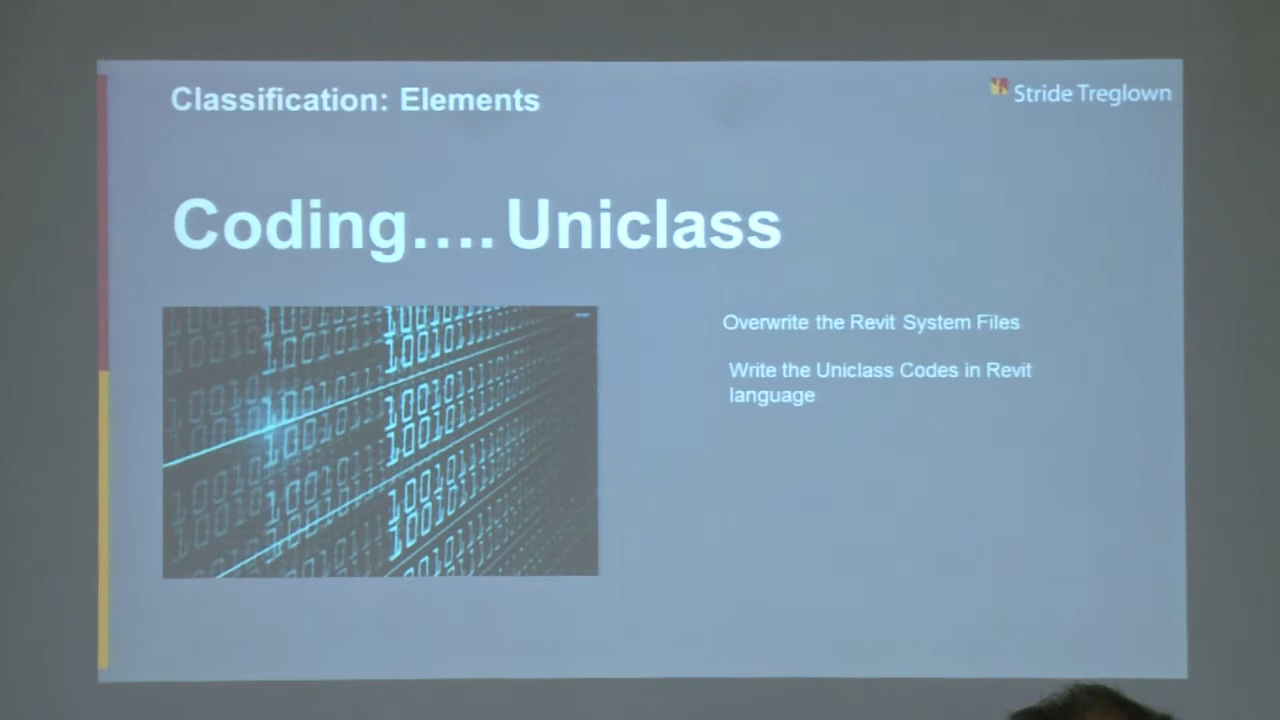 Classification: Elements
Stride Treglown
Coding.... Uniclass
Overwrite the Revit System Files
Write the Uniclass Codes in Revit
language